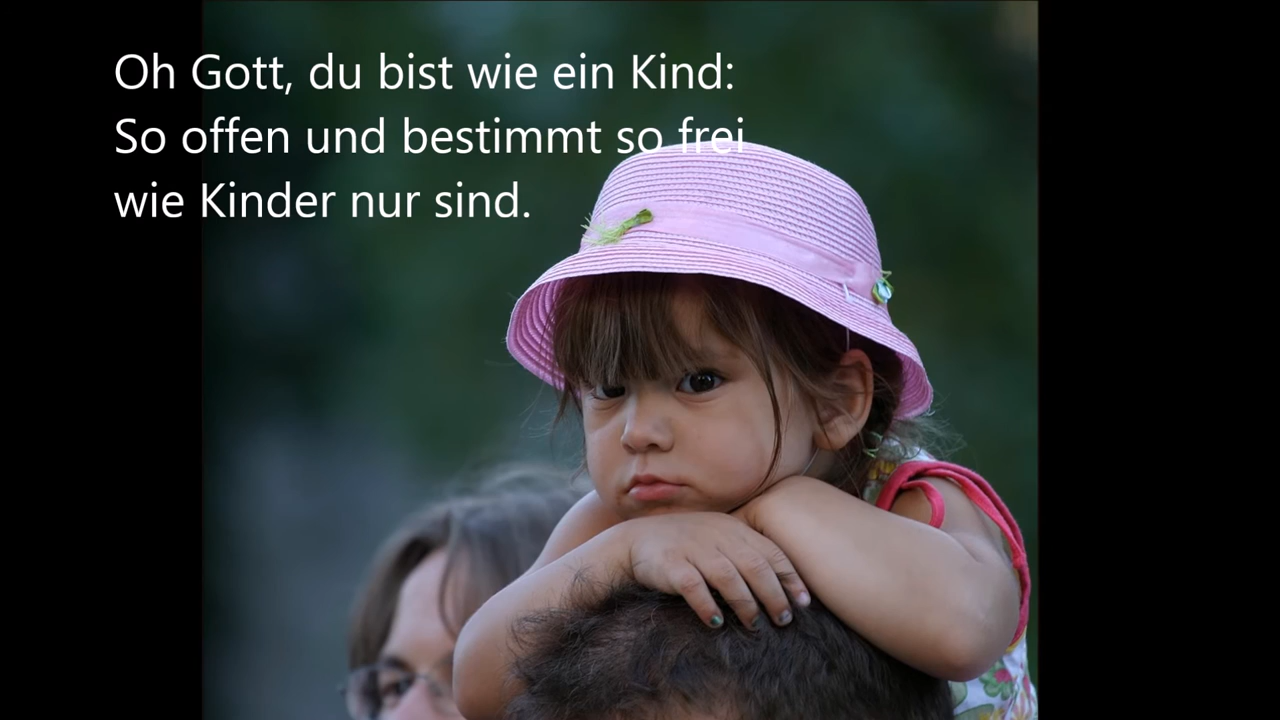 Oh Gott, du bist wie ein Kind:
So offen und bestimmt so frei
wie Kinder nur sind.